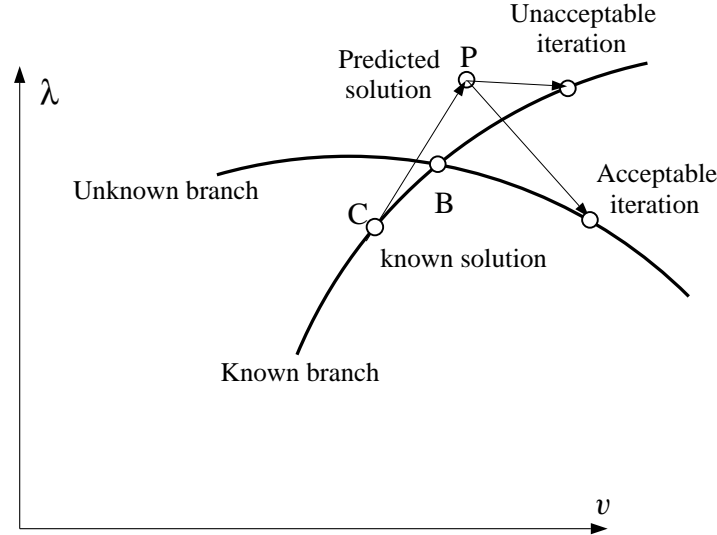 Unacceptable
iteration
P
Predicted
solution
λ
Unknown branch
Acceptable
iteration
C
B
known solution
Known branch
v